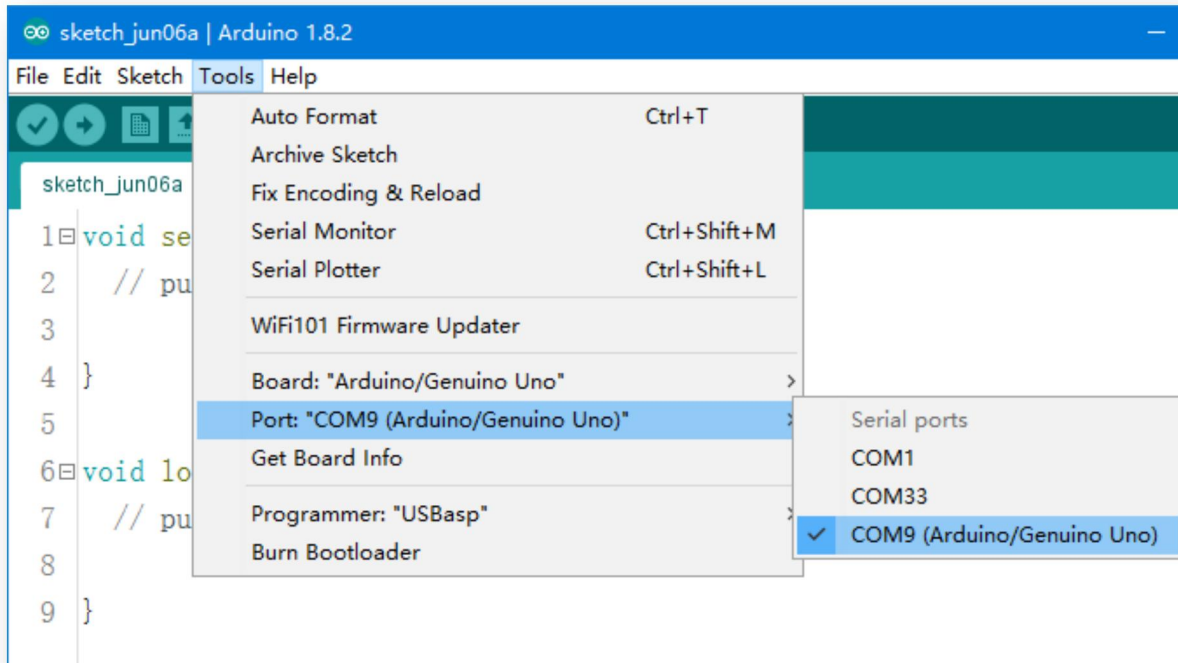 sketch_jun06a | Arduino 1.8.2
File Edit Sketch Tools Help
Auto Format Ctrl+T
Archive Sketch
sketch_jun06a
Fix Encoding & Reload
1 void se
Serial Monitor Ctrl+Shift+M
2 // pu
Serial Plotter Ctrl+Shift+L
3
WiFi101 Firmware Updater
4 }
Board: "Arduino/Genuino Uno"
5
Port: "COM9 (Arduino/Genuino Uno)"
Serial ports
6 void lo
Get Board Info
COM1
COM33
7 // pu
Programmer: "USBasp"
COM9 (Arduino/Genuino Uno)
8
Burn Bootloader
9 }